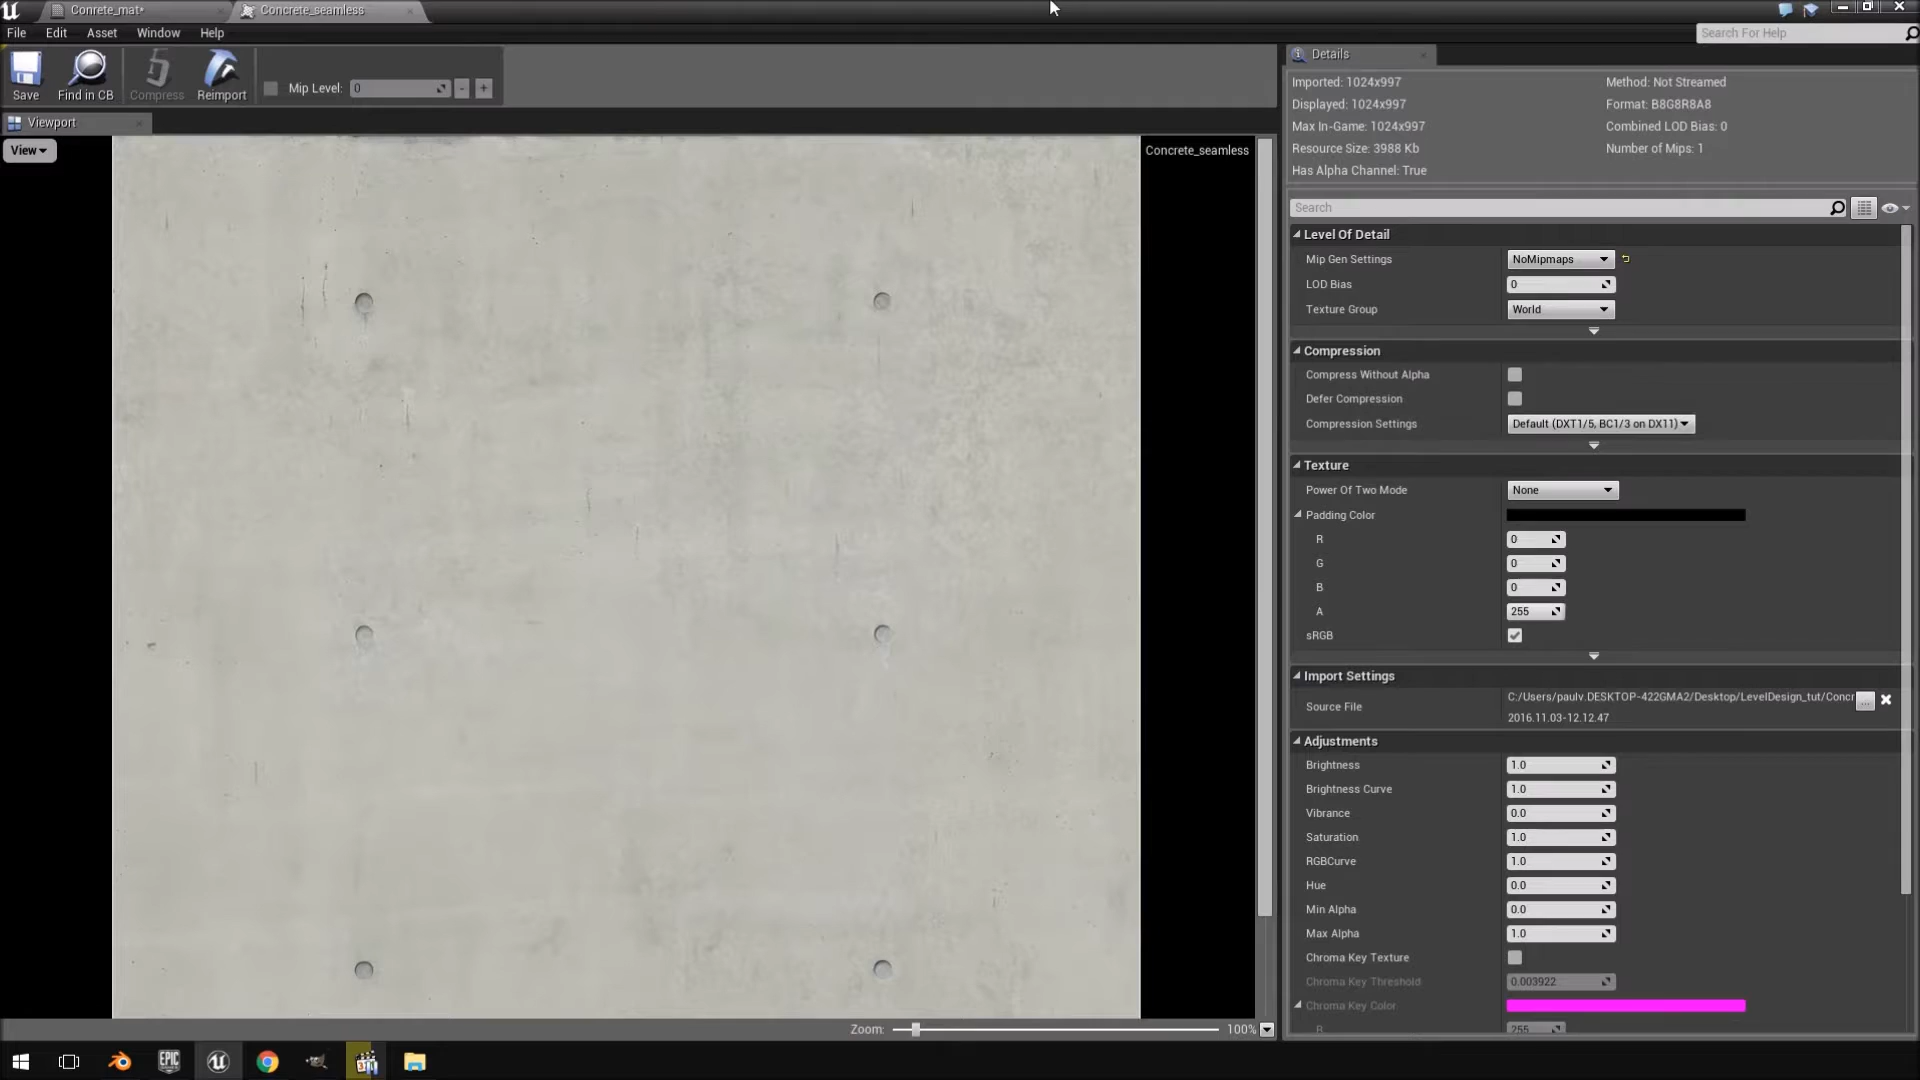 Conrete_mat*
Concrete_seamless
File Edit Asset Window Help
Search For Help
Save
Find in CB
Compress
Reimport
Mip Level: 0 - +
Viewport
View
Concrete_seamless
Zoom: 100%
Details
Imported: 1024x997
Method: Not Streamed
Displayed: 1024x997
Format: B8G8R8A8
Max In-Game: 1024x997
Combined LOD Bias: 0
Resource Size: 3988 Kb
Number of Mips: 1
Has Alpha Channel: True
Search
Level Of Detail
Mip Gen Settings NoMipmaps
LOD Bias 0
Texture Group World
Compression
Compress Without Alpha
Defer Compression
Compression Settings Default (DXT1/5, BC1/3 on DX11)
Texture
Power Of Two Mode None
Padding Color
R 0
G 0
B 0
A 255
sRGB
Import Settings
Source File C:/Users/paulv.DESKTOP-422GMA2/Desktop/LevelDesign_tut/Concr ...
2016.11.03-12.12.47
Adjustments
Brightness 1.0
Brightness Curve 1.0
Vibrance 0.0
Saturation 1.0
RGBCurve 1.0
Hue 0.0
Min Alpha 0.0
Max Alpha 1.0
Chroma Key Texture
Chroma Key Threshold 0.003922
Chroma Key Color
R 255
EPIC GAMES